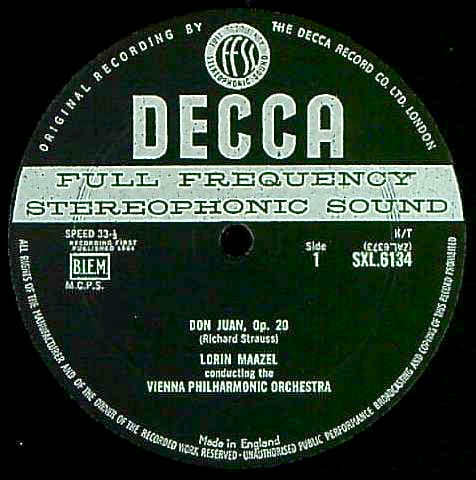 ORIGINAL RECORDING BY THE DECCA RECORD CO. LTD. LONDON
FULL FREQUENCY
ffss
STEREOPHONIC SOUND
DECCA
FULL FREQUENCY
STEREOPHONIC SOUND
SPEED 33⅓
RECORDING FIRST
PUBLISHED 1964
B.I.E.M.
M.C.P.S.
Side
1
K/T
(ZAL.6373)
SXL.6134
DON JUAN, Op. 20
(Richard Strauss)
LORIN MAAZEL
conducting the
VIENNA PHILHARMONIC ORCHESTRA
Made in England
ALL RIGHTS OF THE MANUFACTURER AND OF THE OWNER OF THE RECORDED WORK RESERVED - UNAUTHORISED PUBLIC PERFORMANCE BROADCASTING AND COPYING OF THIS RECORD PROHIBITED